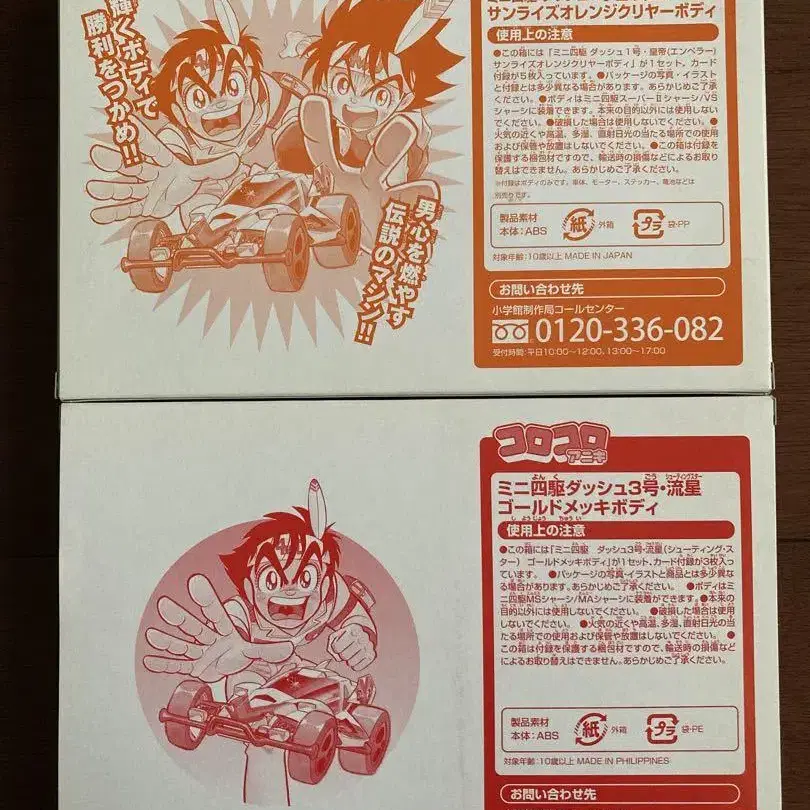 輝くボディで
勝利をつかめ!!
男心を燃やす
伝説のマシン!!
サンライズオレンジクリヤーボディ
使用上の注意
●この箱には「ミニ四駆 ダッシュ1号・皇帝(エンペラー)
サンライズオレンジクリヤーボディ」が1セット、カード
付録が5枚入っています。●パッケージの写真・イラスト
と付録とは多少異なる場合があります。あらかじめご了承
ください。●ボディはミニ四駆スーパーⅡシャーシ/VS
シャーシに装着できます。本来の目的以外には使用しない
でください。●破損した場合は使用しないでください。●
火気の近くや高温、多湿、直射日光の当たる場所での使用
および保管や放置はしないでください。●この箱は付録を
保護する梱包材ですので、輸送時の損傷などによるお取り
替えはできません。あらかじめご了承ください。
※付録はボディのみです。車体、モーター、ステッカー、電池などは
別売りです。
製品素材
本体:ABS
紙
外箱
プラ
袋-PP
対象年齢:10歳以上 MADE IN JAPAN
お問い合わせ先
小学館制作局コールセンター
0120-336-082
受付時間:平日10:00〜12:00、13:00〜17:00
コロコロ
アニキ
ミニ四駆ダッシュ3号・流星
ゴールドメッキボディ
使用上の注意
●この箱には「ミニ四駆 ダッシュ3号・流星(シューティング・ス
ター) ゴールドメッキボディ」が1セット、カード付録が3枚入っ
ています。●パッケージの写真・イラストと商品とは多少異な
る場合があります。あらかじめご了承ください。●ボディはミ
ニ四駆MSシャーシ/MAシャーシに装着ができます。●本来の
目的以外には使用しないでください。●破損した場合は使用
しないでください。●火気の近くや高温、多湿、直射日光の当
たる場所での使用および保管や放置はしないでください。●
この箱は付録を保護する梱包材ですので、輸送時の損傷など
によるお取り替えはできません。あらかじめご了承ください。
製品素材
本体:ABS
紙
外箱
プラ
袋-PE
対象年齢:10歳以上 MADE IN PHILIPPINES
お問い合わせ先